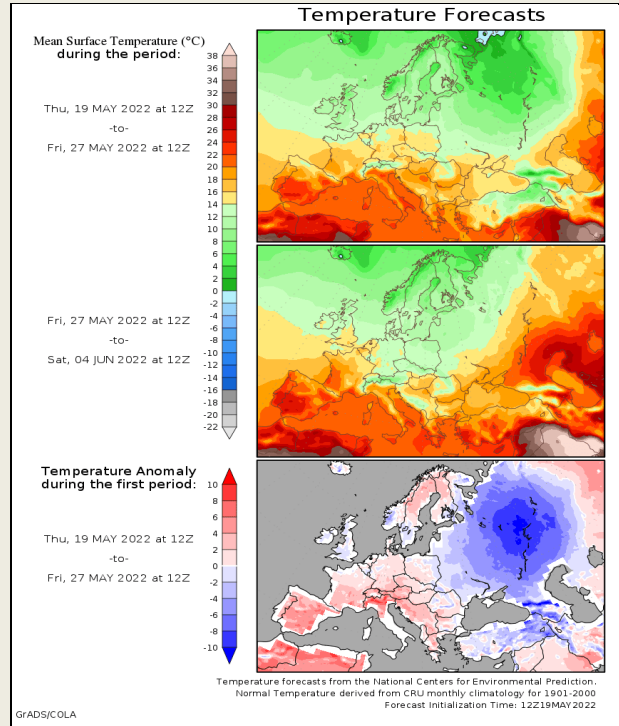 Temperature Forecasts
Mean Surface Temperature (°C)
during the period:
38
36
34
32
30
28
26
24
22
20
18
16
14
12
10
8
6
4
2
0
-2
-4
-6
-8
-10
-12
-14
-16
-18
-20
-22
Thu, 19 MAY 2022 at 12Z
-to-
Fri, 27 MAY 2022 at 12Z
Fri, 27 MAY 2022 at 12Z
-to-
Sat, 04 JUN 2022 at 12Z
Temperature Anomaly
during the first period:
10
8
6
4
2
0
-2
-4
-6
-8
-10
Thu, 19 MAY 2022 at 12Z
-to-
Fri, 27 MAY 2022 at 12Z
Temperature forecasts from the National Centers for Environmental Prediction.
Normal Temperature derived from CRU monthly climatology for 1901-2000
Forecast Initialization Time: 12Z19MAY2022
GrADS/COLA